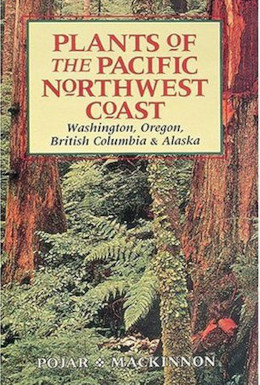 PLANTS OF
THE PACIFIC
NORTHWEST
COAST
Washington, Oregon,
British Columbia & Alaska
POJAR ❖ MACKINNON